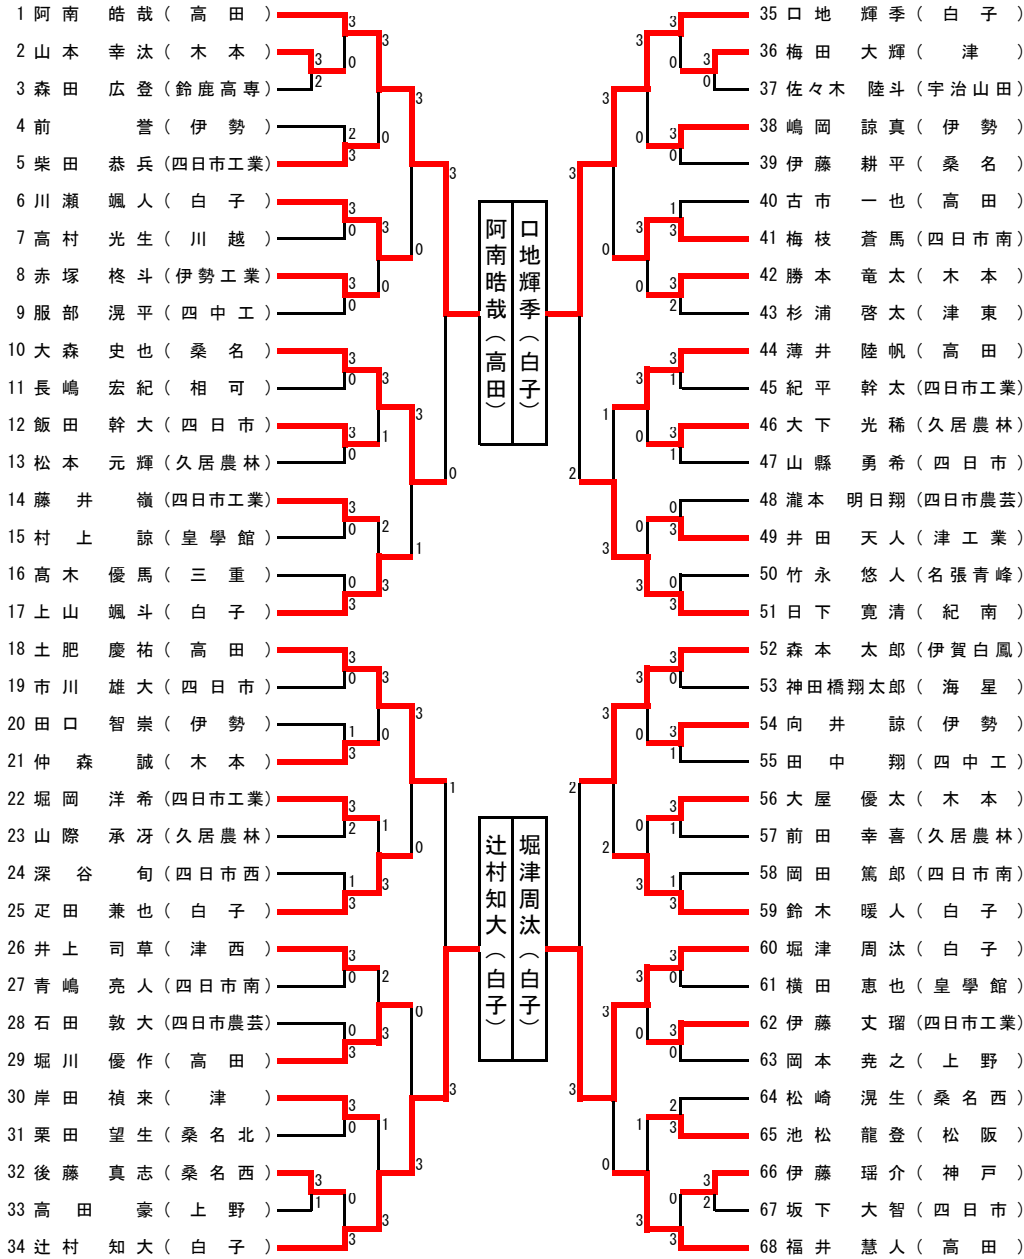 1 阿南 皓哉 (高田)
2 山本 幸汰 (木本)
3 森田 広登 (鈴鹿高専)
4 前 誉 (伊勢)
5 柴田 恭兵 (四日市工業)
6 川瀬 颯人 (白子)
7 高村 光生 (川越)
8 赤塚 柊斗 (伊勢工業)
9 服部 滉平 (四中工)
10 大森 史也 (桑名)
11 長嶋 宏紀 (相可)
12 飯田 幹大 (四日市)
13 松本 元輝 (久居農林)
14 藤井 嶺 (四日市工業)
15 村上 諒 (皇學館)
16 髙木 優馬 (三重)
17 上山 颯斗 (白子)
18 土肥 慶祐 (高田)
19 市川 雄大 (四日市)
20 田口 智崇 (伊勢)
21 仲森 誠 (木本)
22 堀岡 洋希 (四日市工業)
23 山際 承冴 (久居農林)
24 深谷 旬 (四日市西)
25 疋田 兼也 (白子)
26 井上 司草 (津西)
27 青嶋 亮人 (四日市南)
28 石田 敦大 (四日市農芸)
29 堀川 優作 (高田)
30 岸田 禎来 (津)
31 栗田 望生 (桑名北)
32 後藤 真志 (桑名西)
33 高田 豪 (上野)
34 辻村 知大 (白子)
阿南皓哉(高田)
口地輝季(白子)
辻村知大(白子)
堀津周汰(白子)
35 口地 輝季 (白子)
36 梅田 大輝 (津)
37 佐々木 陸斗 (宇治山田)
38 嶋岡 諒真 (伊勢)
39 伊藤 耕平 (桑名)
40 古市 一也 (高田)
41 梅枝 蒼馬 (四日市南)
42 勝本 竜太 (木本)
43 杉浦 啓太 (津東)
44 薄井 陸帆 (高田)
45 紀平 幹太 (四日市工業)
46 大下 光稀 (久居農林)
47 山縣 勇希 (四日市)
48 瀧本 明日翔 (四日市農芸)
49 井田 天人 (津工業)
50 竹永 悠人 (名張青峰)
51 日下 寛清 (紀南)
52 森本 太郎 (伊賀白鳳)
53 神田橋翔太郎 (海星)
54 向井 諒 (伊勢)
55 田中 翔 (四中工)
56 大屋 優太 (木本)
57 前田 幸喜 (久居農林)
58 岡田 篤郎 (四日市南)
59 鈴木 暖人 (白子)
60 堀津 周汰 (白子)
61 横田 恵也 (皇學館)
62 伊藤 丈瑠 (四日市工業)
63 岡本 尭之 (上野)
64 松崎 滉生 (桑名西)
65 池松 龍登 (松阪)
66 伊藤 瑶介 (神戸)
67 坂下 大智 (四日市)
68 福井 慧人 (高田)